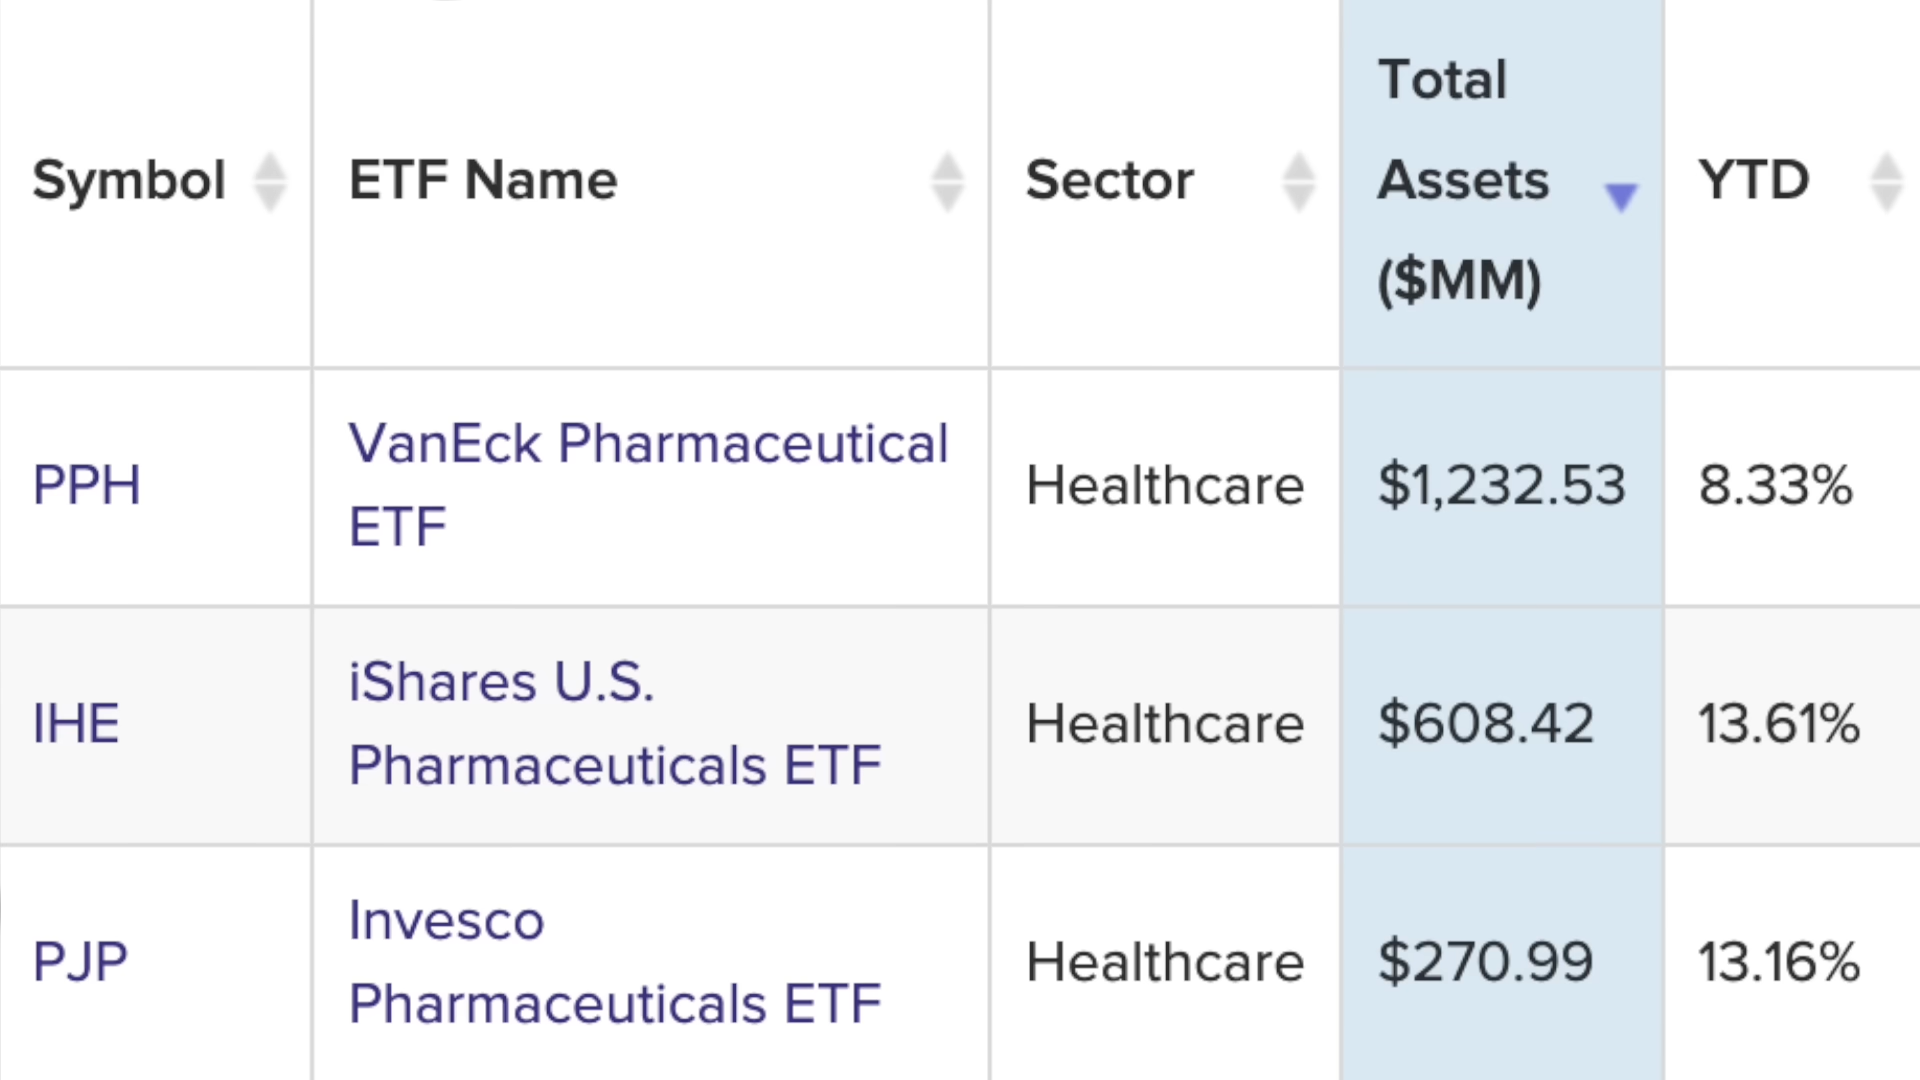 Symbol
ETF Name
Sector
Total
Assets
($MM)
YTD
PPH
VanEck Pharmaceutical
ETF
Healthcare
$1,232.53
8.33%
IHE
iShares U.S.
Pharmaceuticals ETF
Healthcare
$608.42
13.61%
PJP
Invesco
Pharmaceuticals ETF
Healthcare
$270.99
13.16%